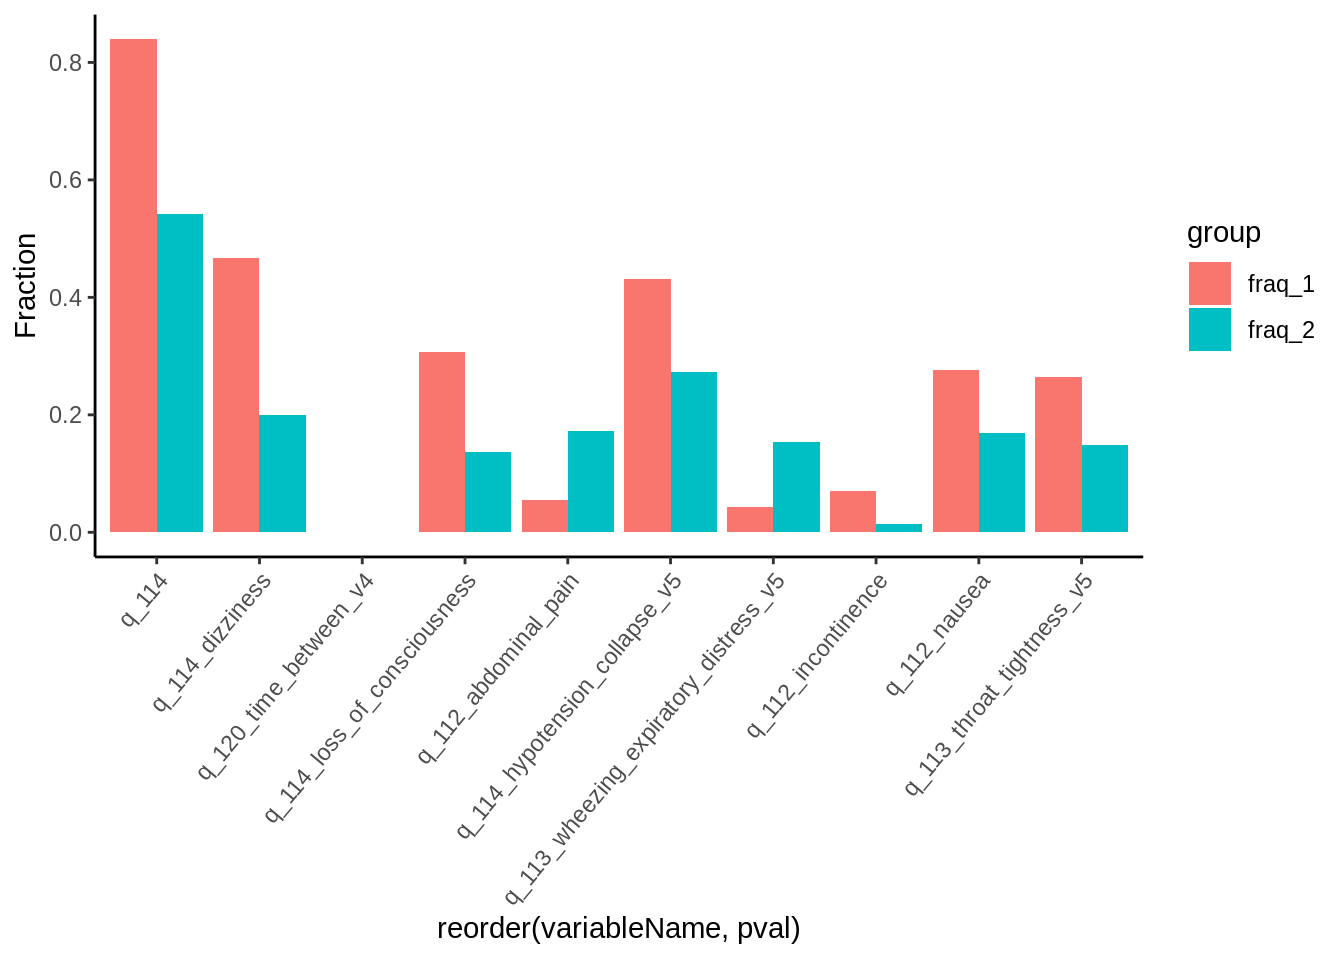 0.8
0.6
0.4
0.2
0.0
Fraction
q_114
q_114_dizziness
q_120_time_between_v4
q_114_loss_of_consciousness
q_112_abdominal_pain
q_114_hypotension_collapse_v5
q_113_wheezing_expiratory_distress_v5
q_112_incontinence
q_112_nausea
q_113_throat_tightness_v5
reorder(variableName, pval)
group
fraq_1
fraq_2